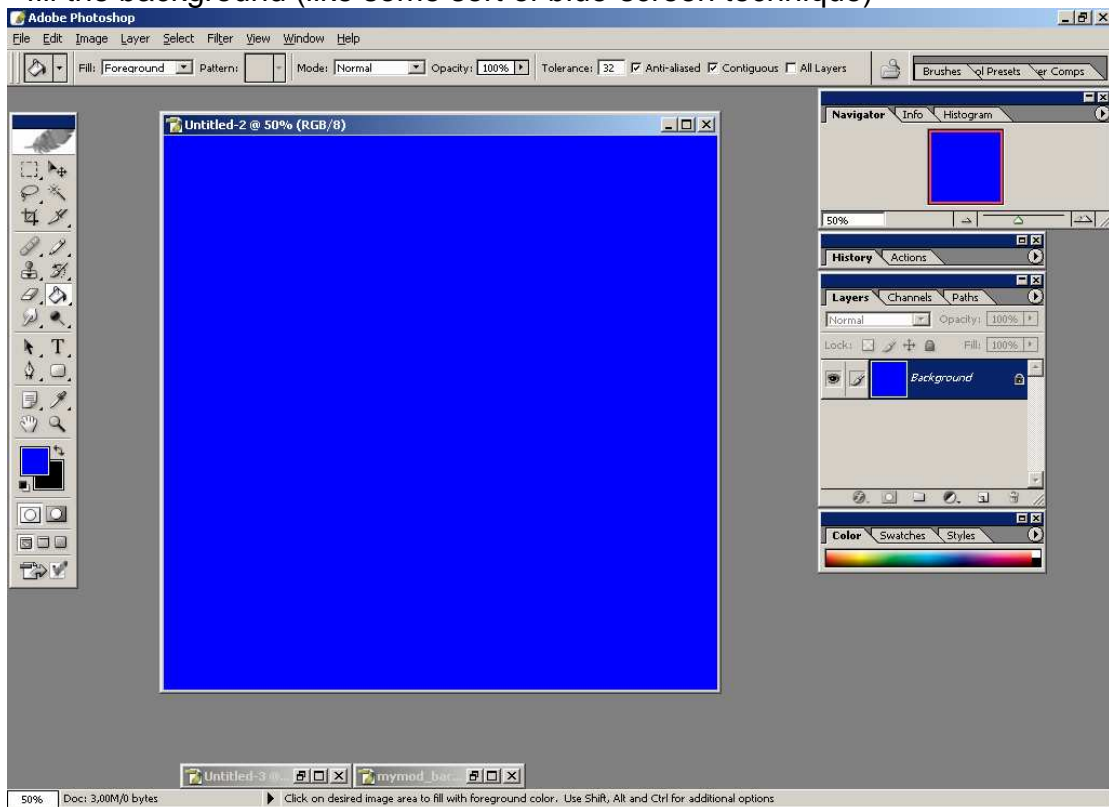 fill the background (like some sort of blue-screen technique)
Adobe Photoshop
File Edit Image Layer Select Filter View Window Help
Fill: Foreground Pattern: Mode: Normal Opacity: 100% Tolerance: 32 Anti-aliased Contiguous All Layers
Brushes ol Presets er Comps
Untitled-2 @ 50% (RGB/8)
Navigator Info Histogram
50%
History Actions
Layers Channels Paths
Normal Opacity: 100%
Lock: Fill: 100%
Background
Color Swatches Styles
T
Untitled-3 @... mymod_bac...
50% Doc: 3,00M/0 bytes Click on desired image area to fill with foreground color. Use Shift, Alt and Ctrl for additional options